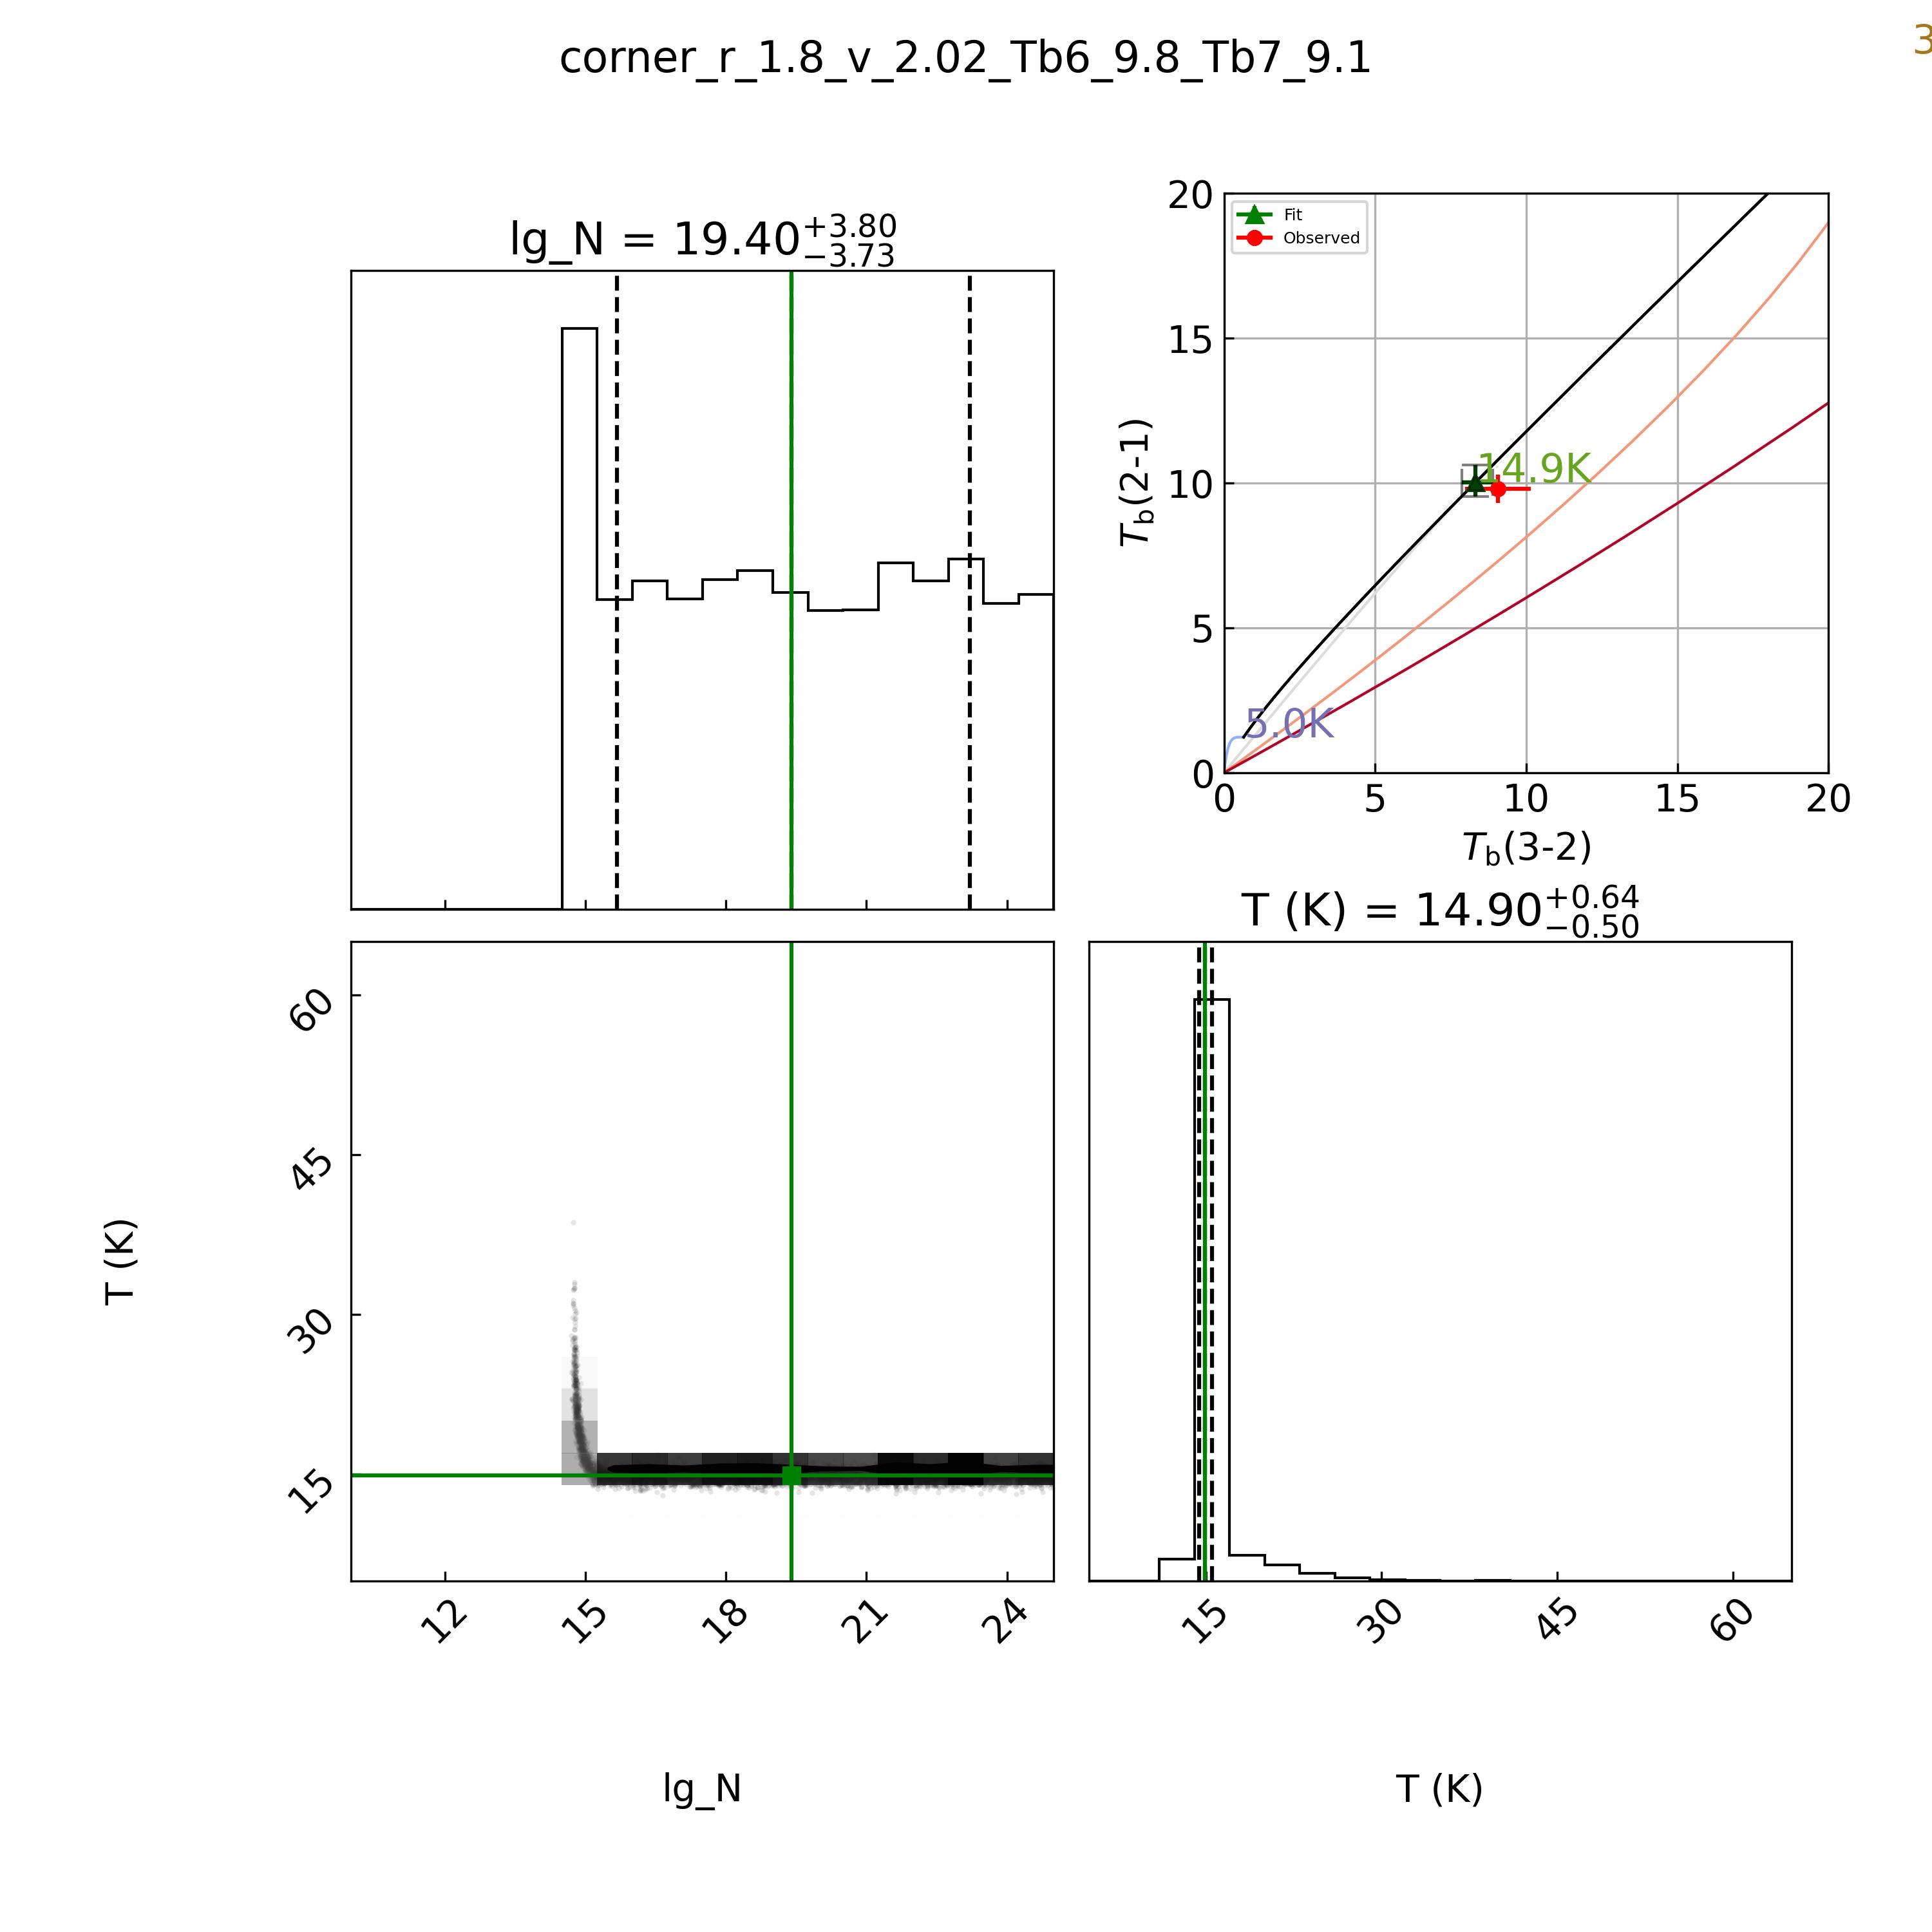 corner_r_1.8_v_2.02_Tb6_9.8_Tb7_9.1
3
lg_N = 19.40+3.80−3.73
20
15
10
5
0
Fit
Observed
14.9K
5.0K
Tb(2-1)
0 5 10 15 20
Tb(3-2)
T (K) = 14.90+0.64−0.50
60
45
30
15
T (K)
12 15 18 21 24
lg_N
15 30 45 60
T (K)